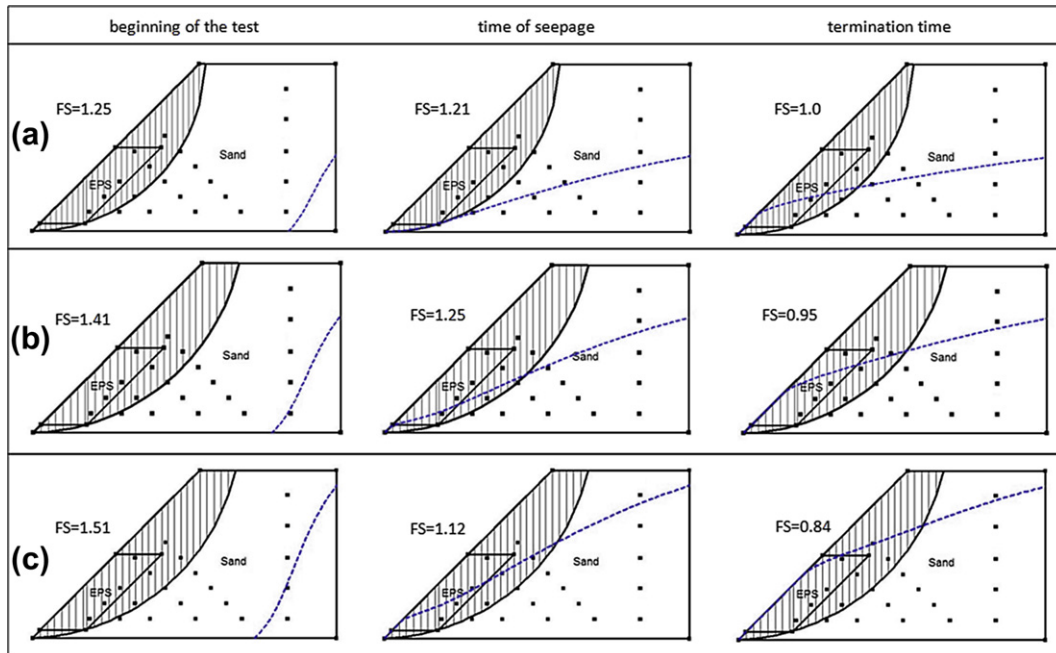 beginning of the test
time of seepage
termination time
(a)
FS=1.25
EPS
Sand
FS=1.21
EPS
Sand
FS=1.0
EPS
Sand
(b)
FS=1.41
EPS
Sand
FS=1.25
EPS
Sand
FS=0.95
EPS
Sand
(c)
FS=1.51
EPS
Sand
FS=1.12
EPS
Sand
FS=0.84
EPS
Sand